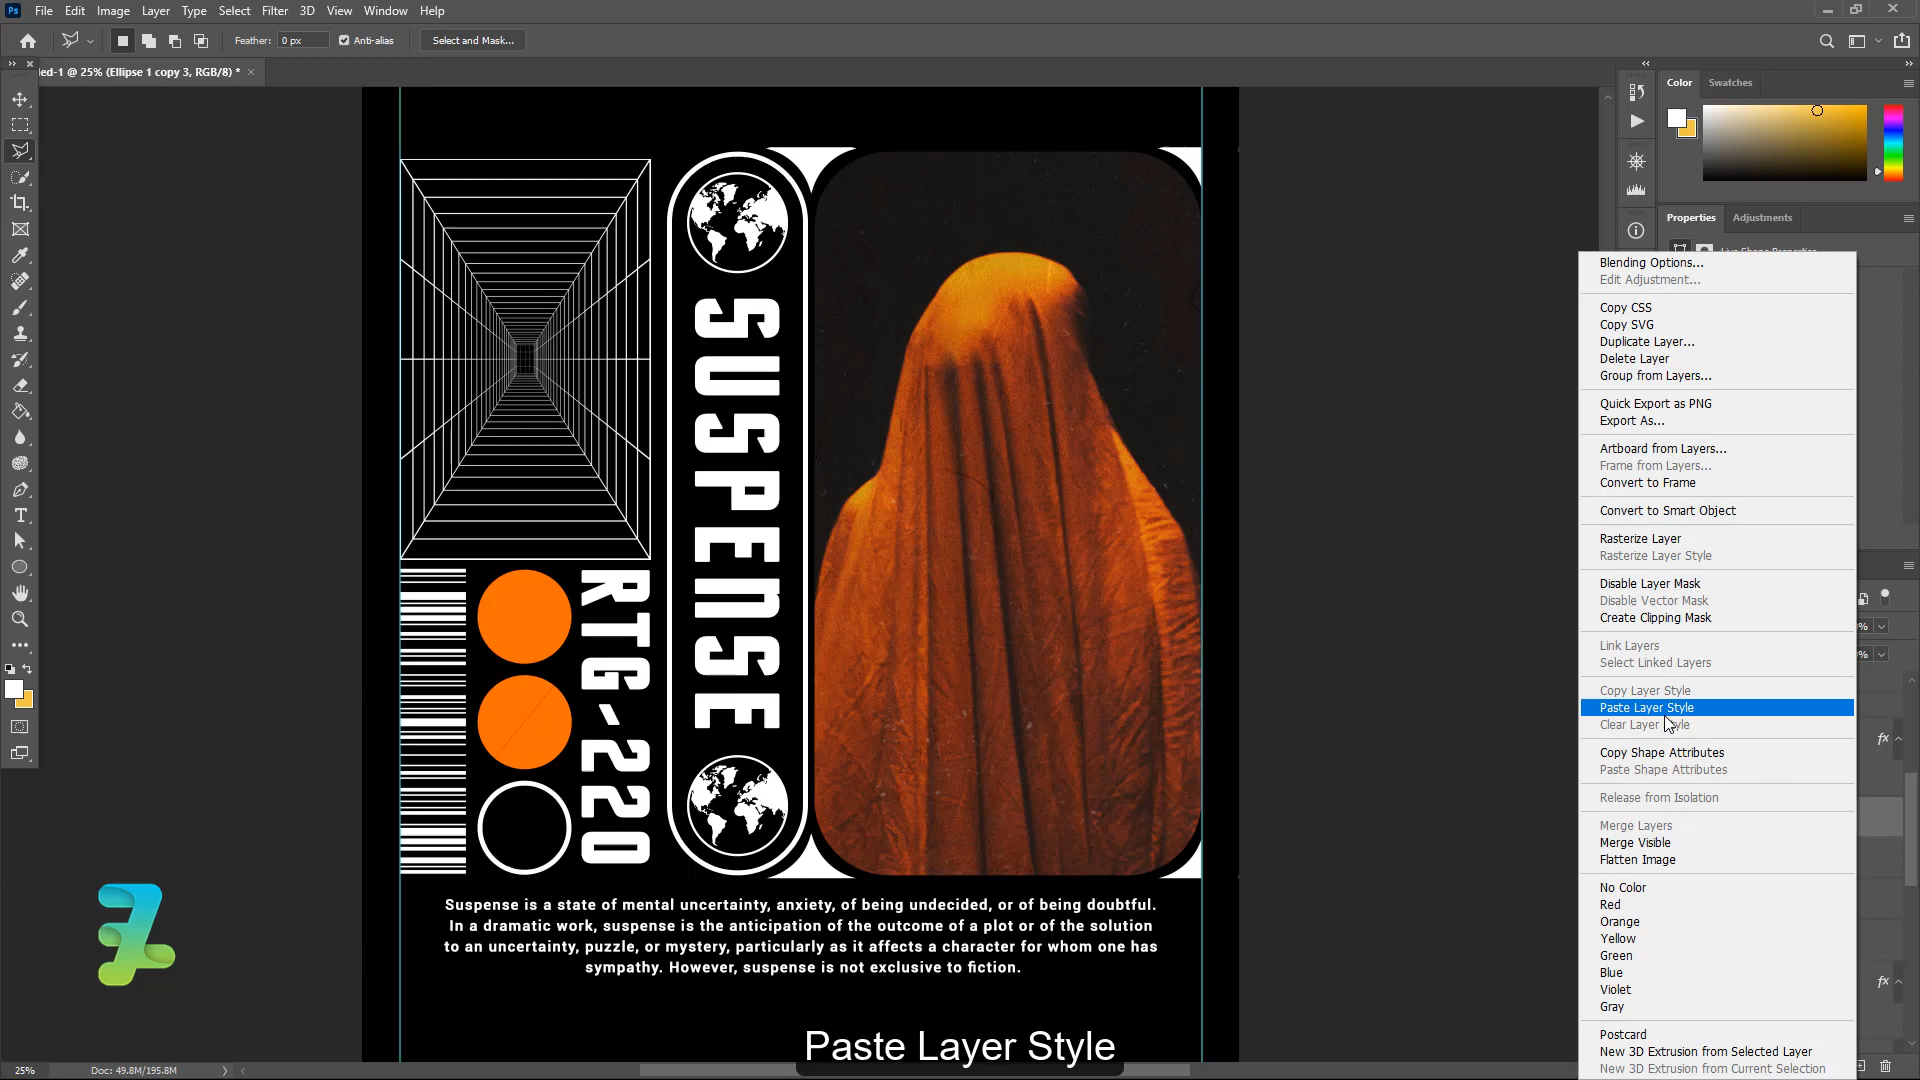 Ps File Edit Image Layer Type Select Filter 3D View Window Help
Feather: 0 px Anti-alias Select and Mask...
led-1 @ 25% (Ellipse 1 copy 3, RGB/8) *
Color Swatches
Properties Adjustments
Live Shape Properties
SUSPENSE
RTG-220
Suspense is a state of mental uncertainty, anxiety, of being undecided, or of being doubtful.
In a dramatic work, suspense is the anticipation of the outcome of a plot or of the solution
to an uncertainty, puzzle, or mystery, particularly as it affects a character for whom one has
sympathy. However, suspense is not exclusive to fiction.
Blending Options...
Edit Adjustment...
Copy CSS
Copy SVG
Duplicate Layer...
Delete Layer
Group from Layers...
Quick Export as PNG
Export As...
Artboard from Layers...
Frame from Layers...
Convert to Frame
Convert to Smart Object
Rasterize Layer
Rasterize Layer Style
Disable Layer Mask
Disable Vector Mask
Create Clipping Mask
Link Layers
Select Linked Layers
Copy Layer Style
Paste Layer Style
Clear Layer Style
Copy Shape Attributes
Paste Shape Attributes
Release from Isolation
Merge Layers
Merge Visible
Flatten Image
No Color
Red
Orange
Yellow
Green
Blue
Violet
Gray
Postcard
New 3D Extrusion from Selected Layer
New 3D Extrusion from Current Selection
%
%
fx
fx
Paste Layer Style
25% Doc: 49.8M/195.8M